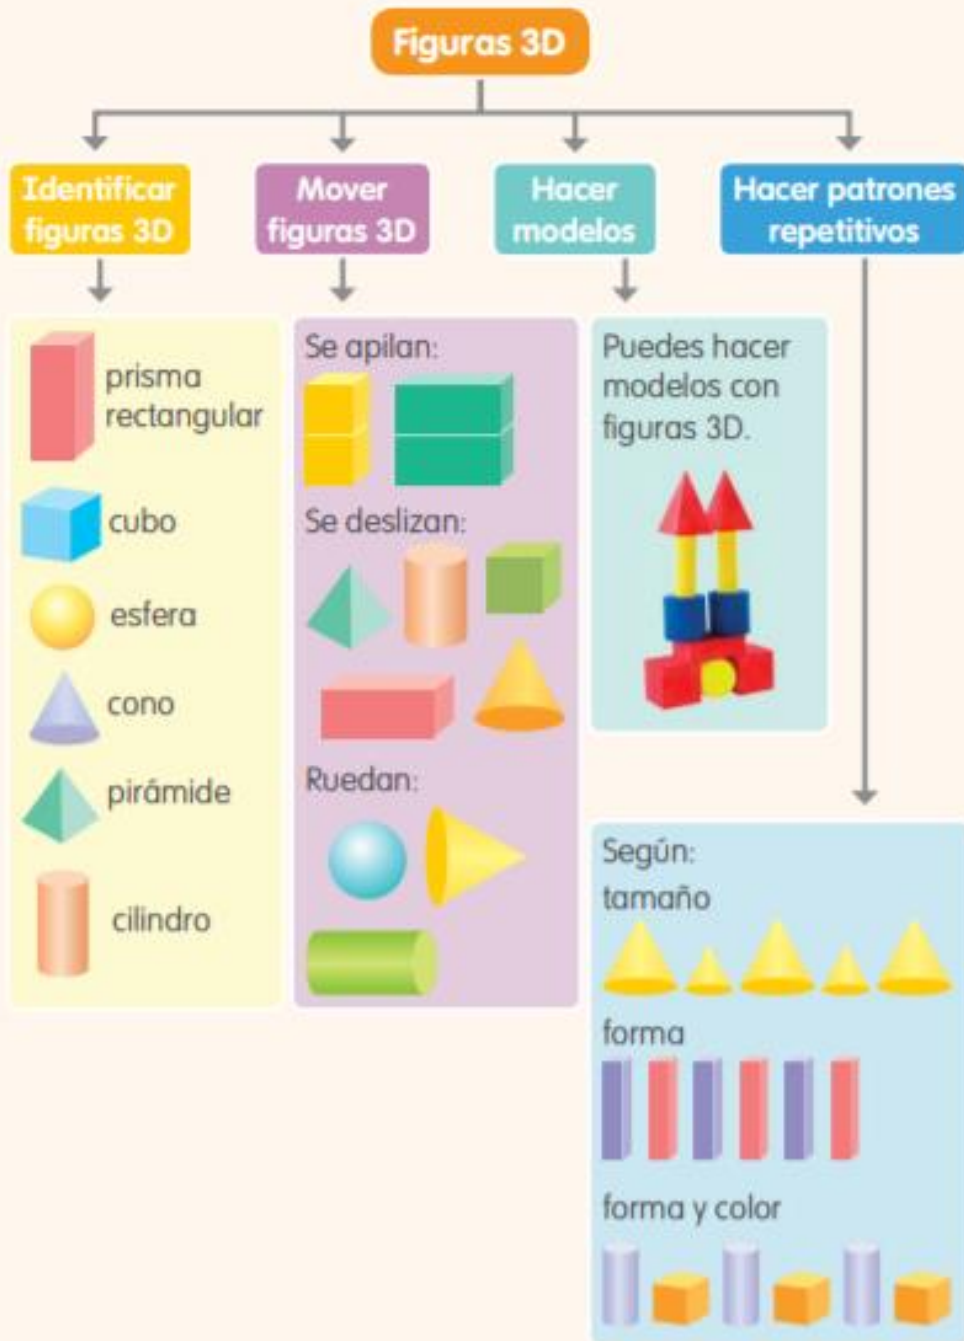 Figuras 3D
Identificar
figuras 3D
Mover
figuras 3D
Hacer
modelos
Hacer patrones
repetitivos
prisma
rectangular
cubo
esfera
cono
pirámide
cilindro
Se apilan:
Se deslizan:
Ruedan:
Puedes hacer
modelos con
figuras 3D.
Según:
tamaño
forma
forma y color